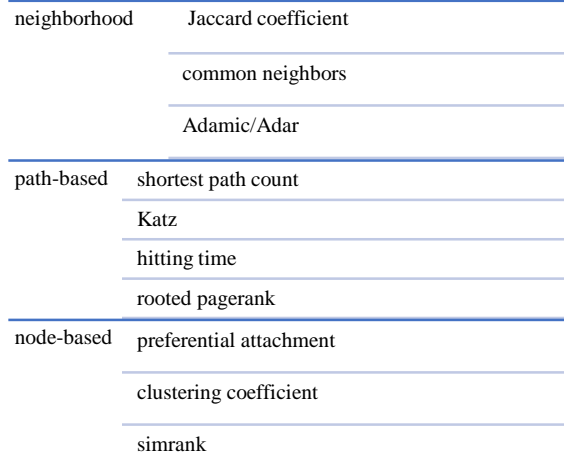 neighborhood Jaccard coefficient
common neighbors
Adamic/Adar
path-based shortest path count
Katz
hitting time
rooted pagerank
node-based preferential attachment
clustering coefficient
simrank